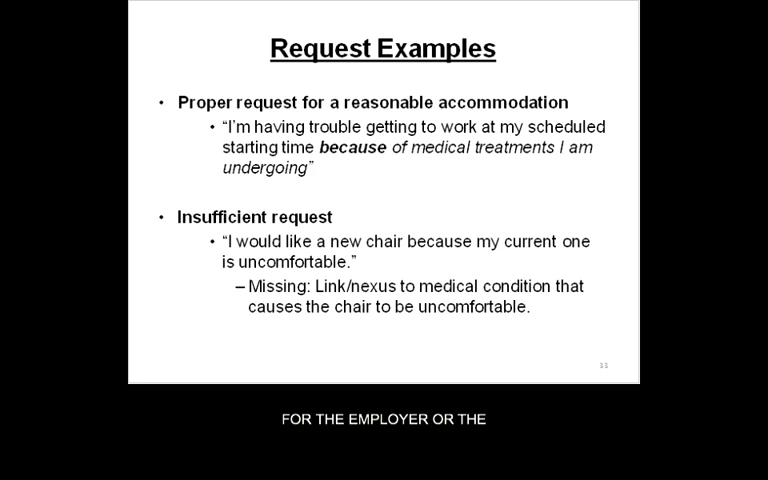 Request Examples
• Proper request for a reasonable accommodation
• “I’m having trouble getting to work at my scheduled
starting time because of medical treatments I am
undergoing”
• Insufficient request
• “I would like a new chair because my current one
is uncomfortable.”
– Missing: Link/nexus to medical condition that
causes the chair to be uncomfortable.
33
FOR THE EMPLOYER OR THE